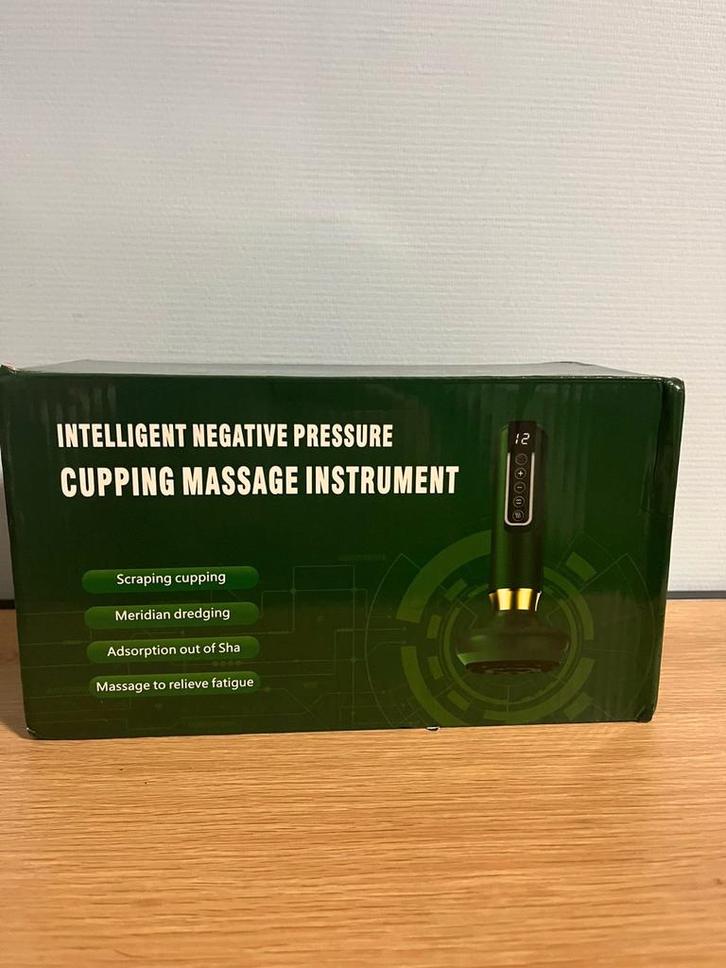 INTELLIGENT NEGATIVE PRESSURE
CUPPING MASSAGE INSTRUMENT
12
Scraping cupping
Meridian dredging
Adsorption out of Sha
Massage to relieve fatigue